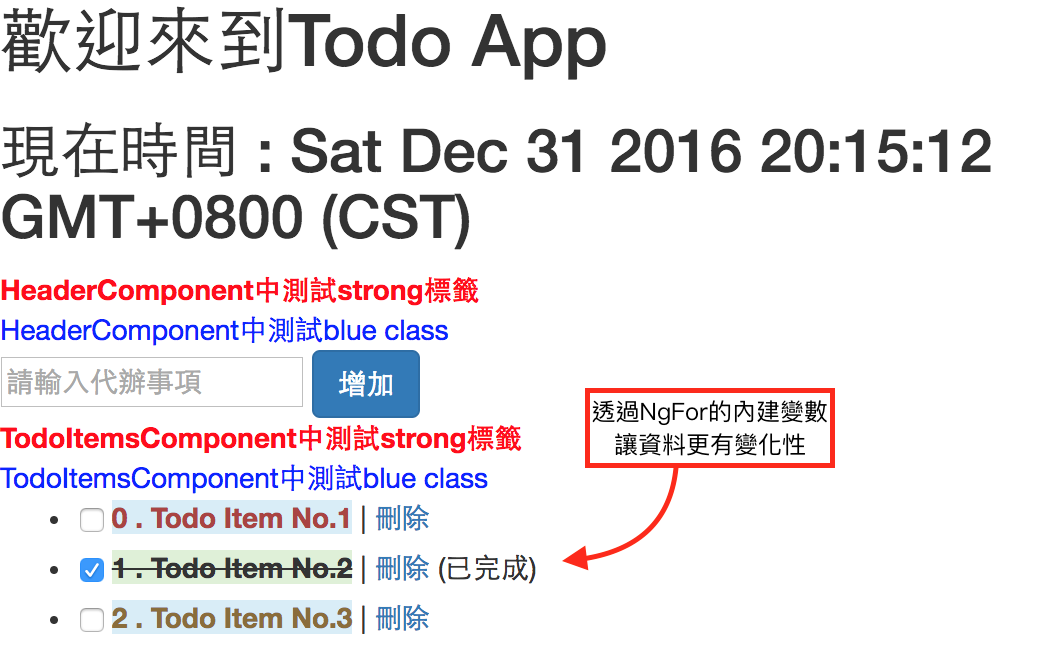 歡迎來到Todo App
現在時間 : Sat Dec 31 2016 20:15:12
GMT+0800 (CST)
HeaderComponent中測試strong標籤
HeaderComponent中測試blue class
請輸入代辦事項 增加
透過NgFor的內建變數
讓資料更有變化性
TodoItemsComponent中測試strong標籤
TodoItemsComponent中測試blue class
0 . Todo Item No.1 | 刪除
1 . Todo Item No.2 | 刪除 (已完成)
2 . Todo Item No.3 | 刪除